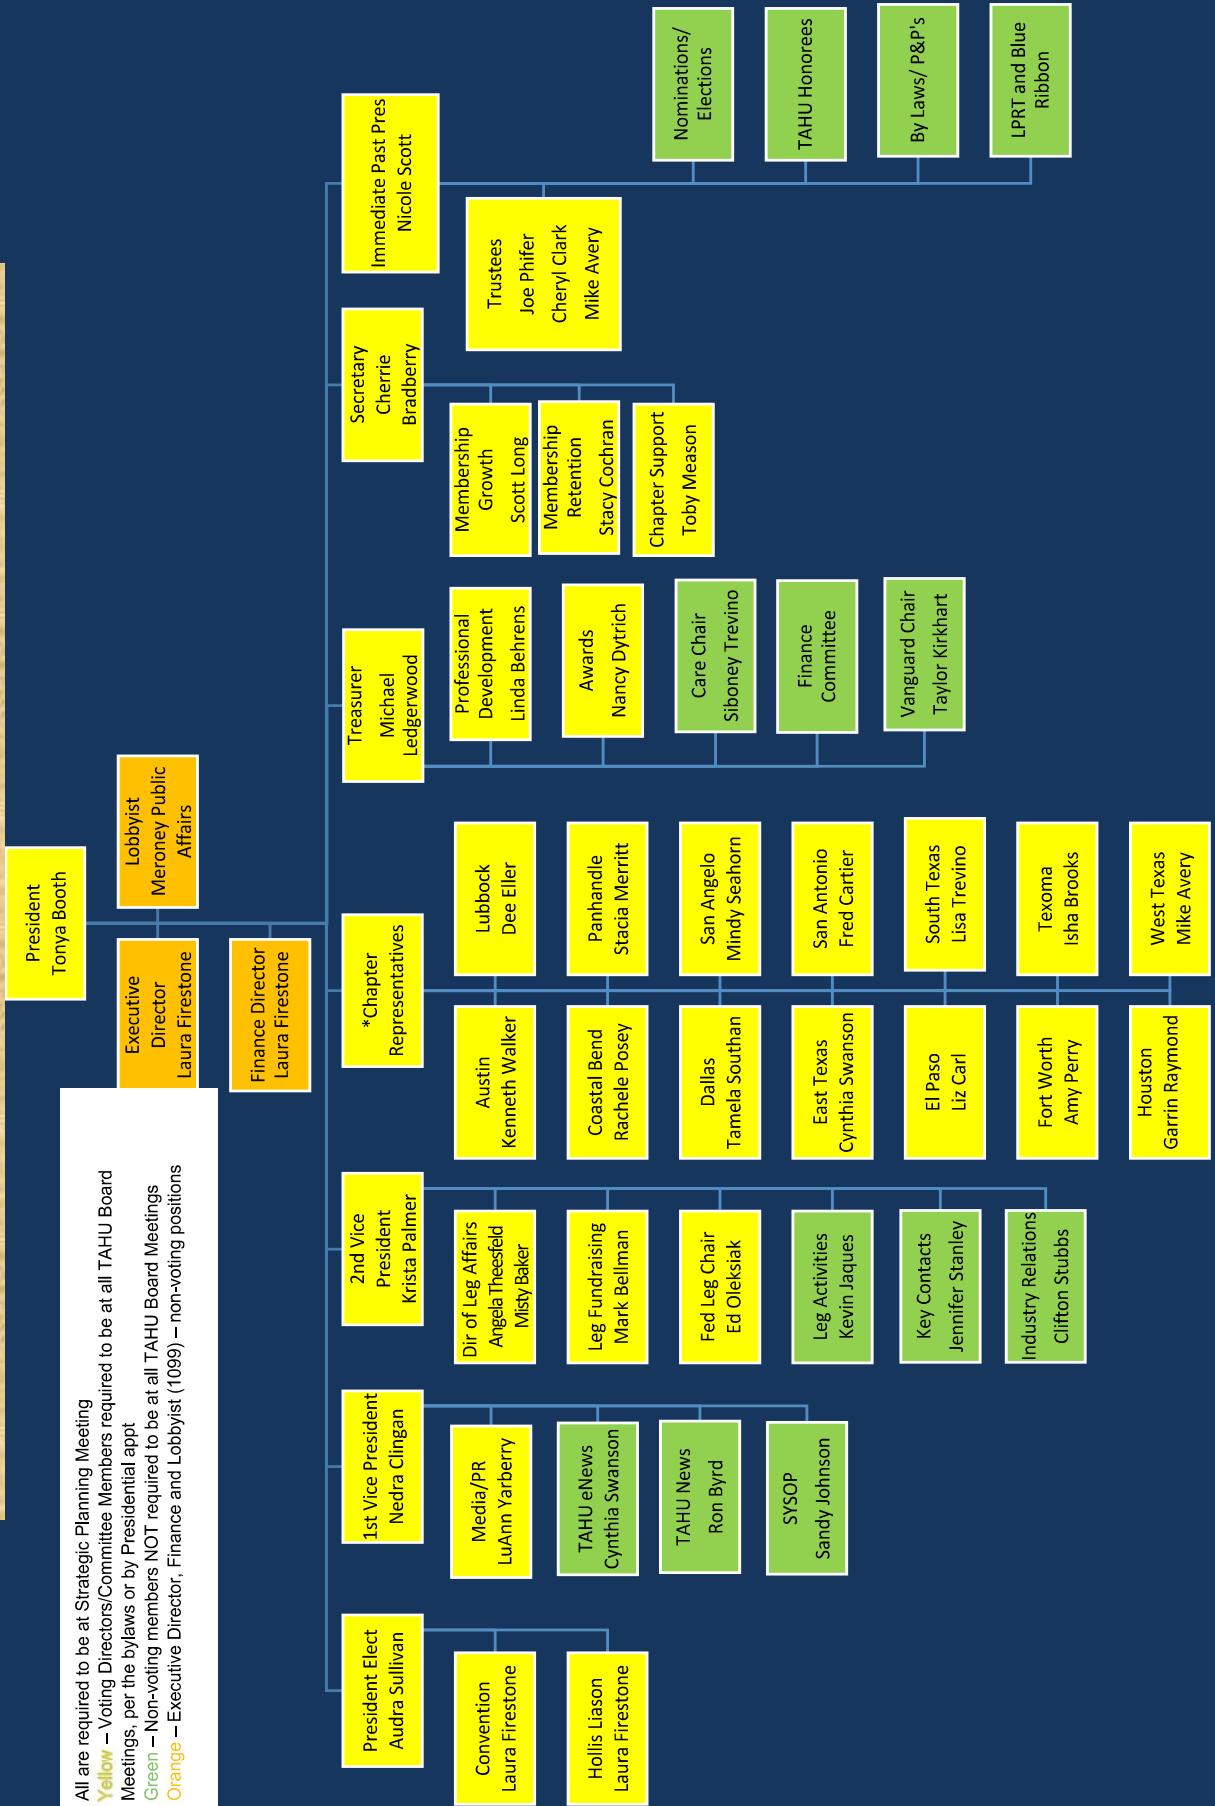 All are required to be at Strategic Planning Meeting
Yellow – Voting Directors/Committee Members required to be at all TAHU Board
Meetings, per the bylaws or by Presidential appt
Green – Non-voting members NOT required to be at all TAHU Board Meetings
Orange – Executive Director, Finance and Lobbyist (1099) – non-voting positions
President
Tonya Booth
Executive
Director
Laura Firestone
Lobbyist
Meroney Public
Affairs
Finance Director
Laura Firestone
President Elect
Audra Sullivan
Convention
Laura Firestone
Hollis Liason
Laura Firestone
1st Vice President
Nedra Clingan
Media/PR
LuAnn Yarberry
TAHU eNews
Cynthia Swanson
TAHU News
Ron Byrd
SYSOP
Sandy Johnson
2nd Vice
President
Krista Palmer
Dir of Leg Affairs
Angela Theesfeld
Misty Baker
Leg Fundraising
Mark Bellman
Fed Leg Chair
Ed Oleksiak
Leg Activities
Kevin Jaques
Key Contacts
Jennifer Stanley
Industry Relations
Clifton Stubbs
*Chapter
Representatives
Austin
Kenneth Walker
Lubbock
Dee Eller
Coastal Bend
Rachele Posey
Panhandle
Stacia Merritt
Dallas
Tamela Southan
San Angelo
Mindy Seahorn
East Texas
Cynthia Swanson
San Antonio
Fred Cartier
El Paso
Liz Carl
South Texas
Lisa Trevino
Fort Worth
Amy Perry
Texoma
Isha Brooks
Houston
Garrin Raymond
West Texas
Mike Avery
Treasurer
Michael
Ledgerwood
Professional
Development
Linda Behrens
Awards
Nancy Dytrich
Care Chair
Siboney Trevino
Finance
Committee
Vanguard Chair
Taylor Kirkhart
Secretary
Cherrie
Bradberry
Membership
Growth
Scott Long
Membership
Retention
Stacy Cochran
Chapter Support
Toby Meason
Immediate Past Pres
Nicole Scott
Trustees
Joe Phifer
Cheryl Clark
Mike Avery
Nominations/
Elections
TAHU Honorees
By Laws/ P&P's
LPRT and Blue
Ribbon